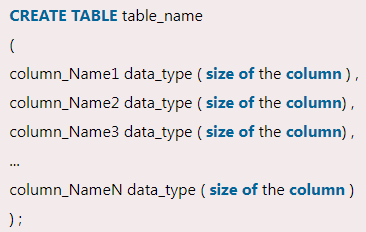 CREATE TABLE table_name
(
column_Name1 data_type ( size of the column ) ,
column_Name2 data_type ( size of the column) ,
column_Name3 data_type ( size of the column) ,
...
column_NameN data_type ( size of the column )
) ;